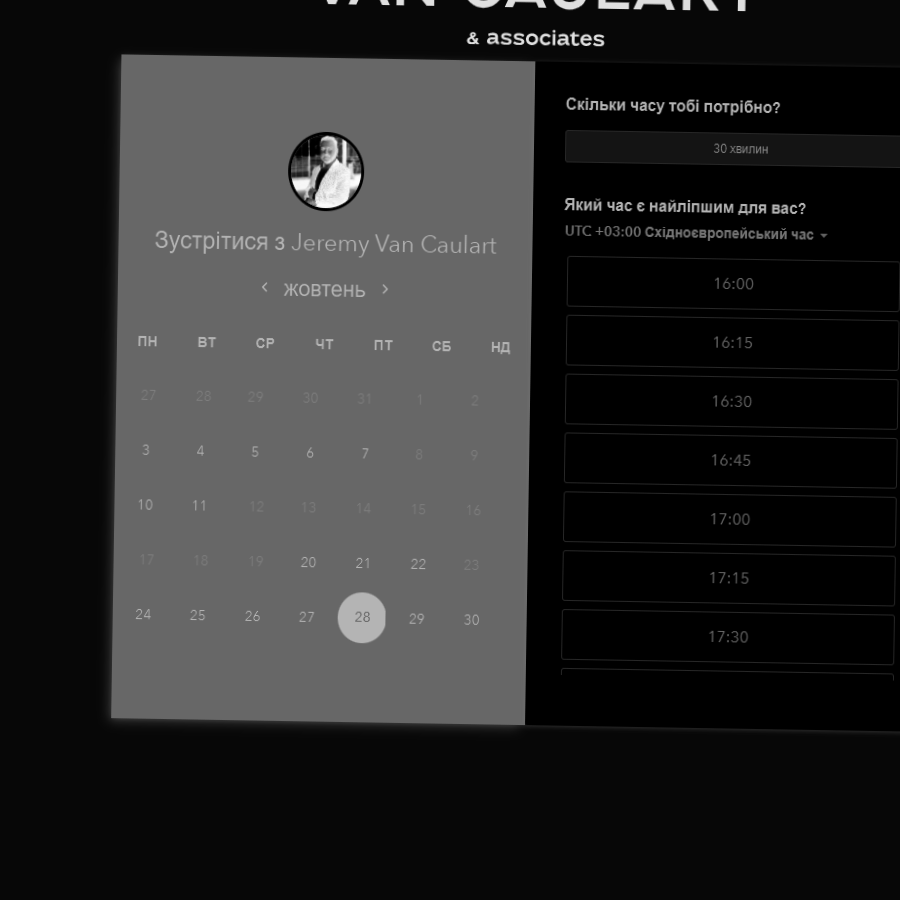 VAN CAULART
& associates
Зустрітися з Jeremy Van Caulart
‹ жовтень ›
ПН ВТ СР ЧТ ПТ СБ НД
27 28 29 30 31 1 2
3 4 5 6 7 8 9
10 11 12 13 14 15 16
17 18 19 20 21 22 23
24 25 26 27 28 29 30
Скільки часу тобі потрібно?
30 хвилин
Який час є найліпшим для вас?
UTC +03:00 Східноєвропейський час
16:00
16:15
16:30
16:45
17:00
17:15
17:30